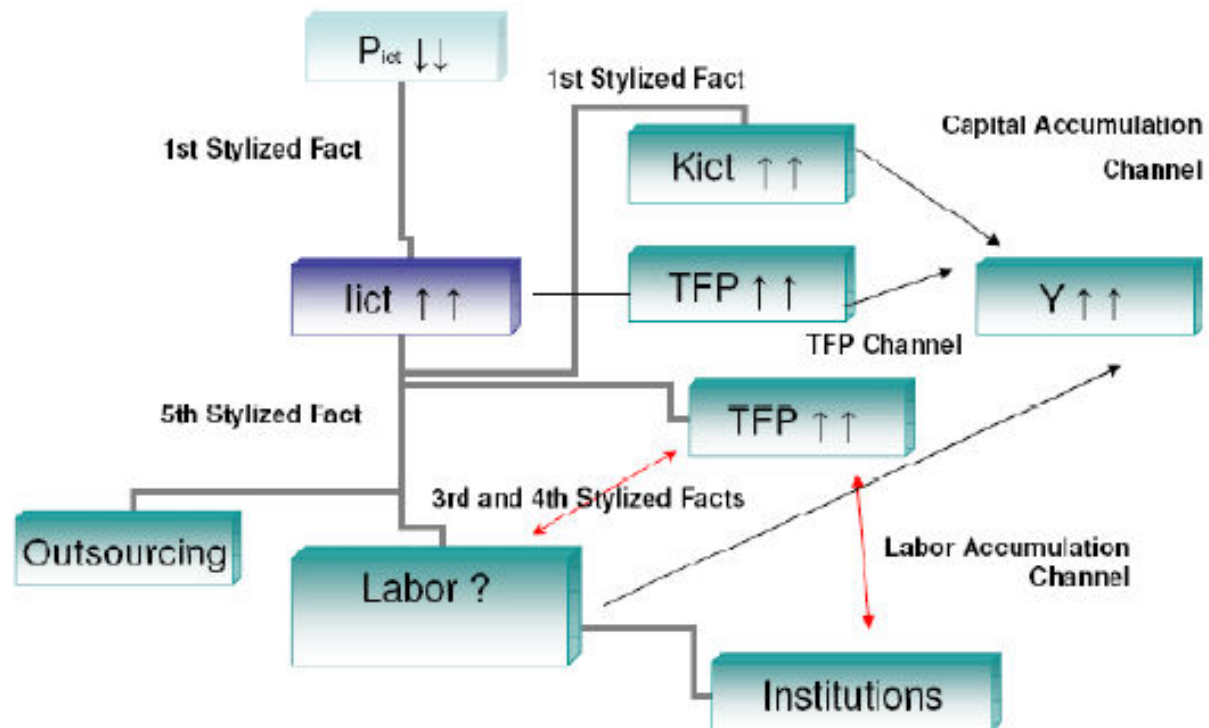 Pict ↓↓
1st Stylized Fact
1st Stylized Fact
Kict ↑ ↑
Capital Accumulation
Channel
Iict ↑ ↑
TFP ↑ ↑
Y ↑ ↑
TFP Channel
5th Stylized Fact
TFP ↑ ↑
3rd and 4th Stylized Facts
Outsourcing
Labor ?
Labor Accumulation
Channel
Institutions